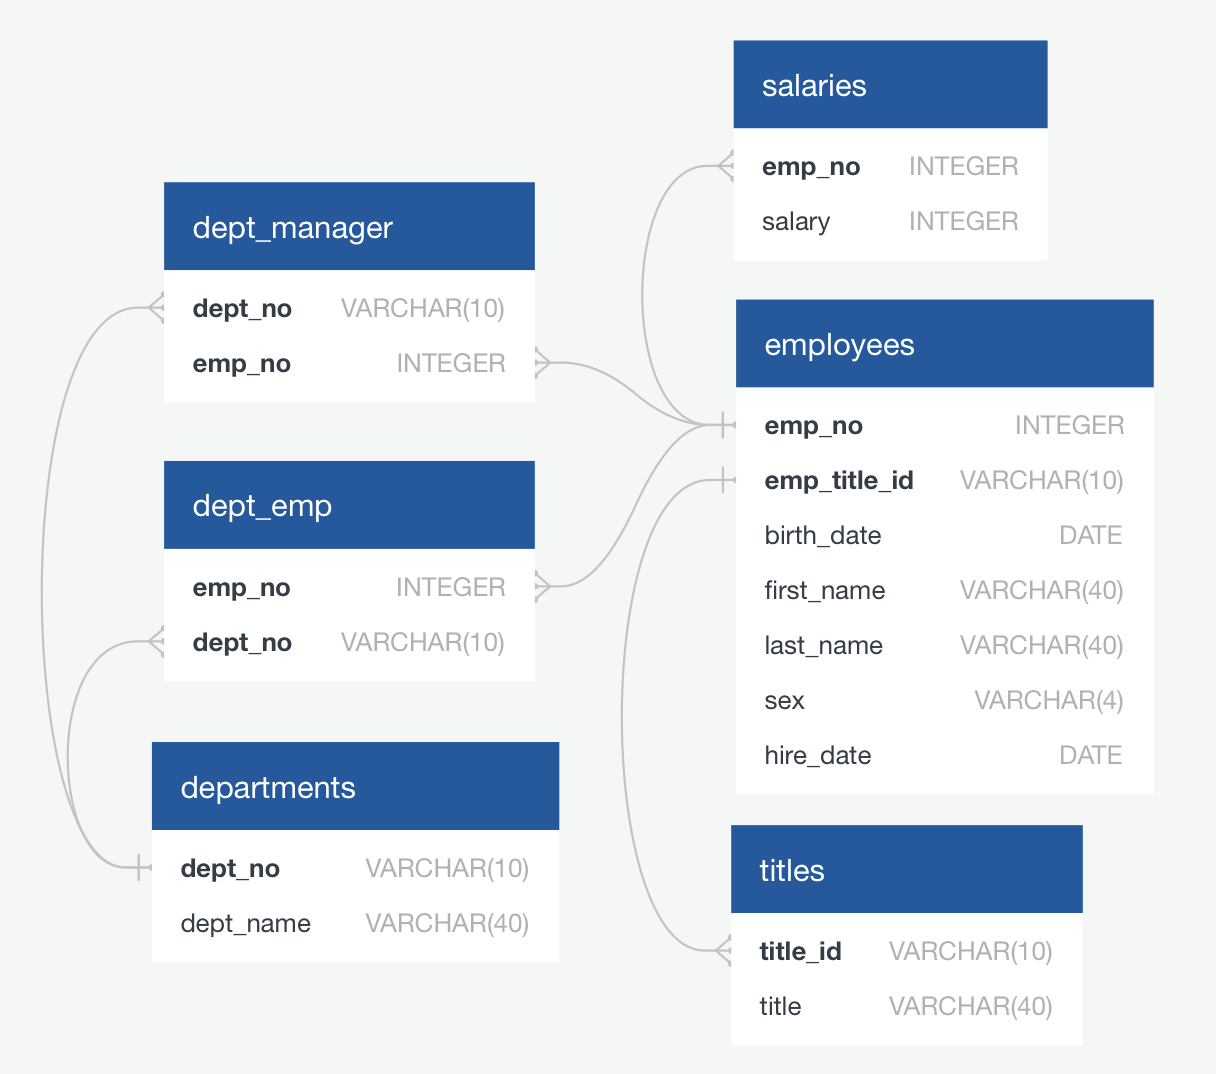 salaries
emp_no INTEGER
salary INTEGER
dept_manager
dept_no VARCHAR(10)
emp_no INTEGER
employees
emp_no INTEGER
emp_title_id VARCHAR(10)
birth_date DATE
first_name VARCHAR(40)
last_name VARCHAR(40)
sex VARCHAR(4)
hire_date DATE
dept_emp
emp_no INTEGER
dept_no VARCHAR(10)
departments
dept_no VARCHAR(10)
dept_name VARCHAR(40)
titles
title_id VARCHAR(10)
title VARCHAR(40)